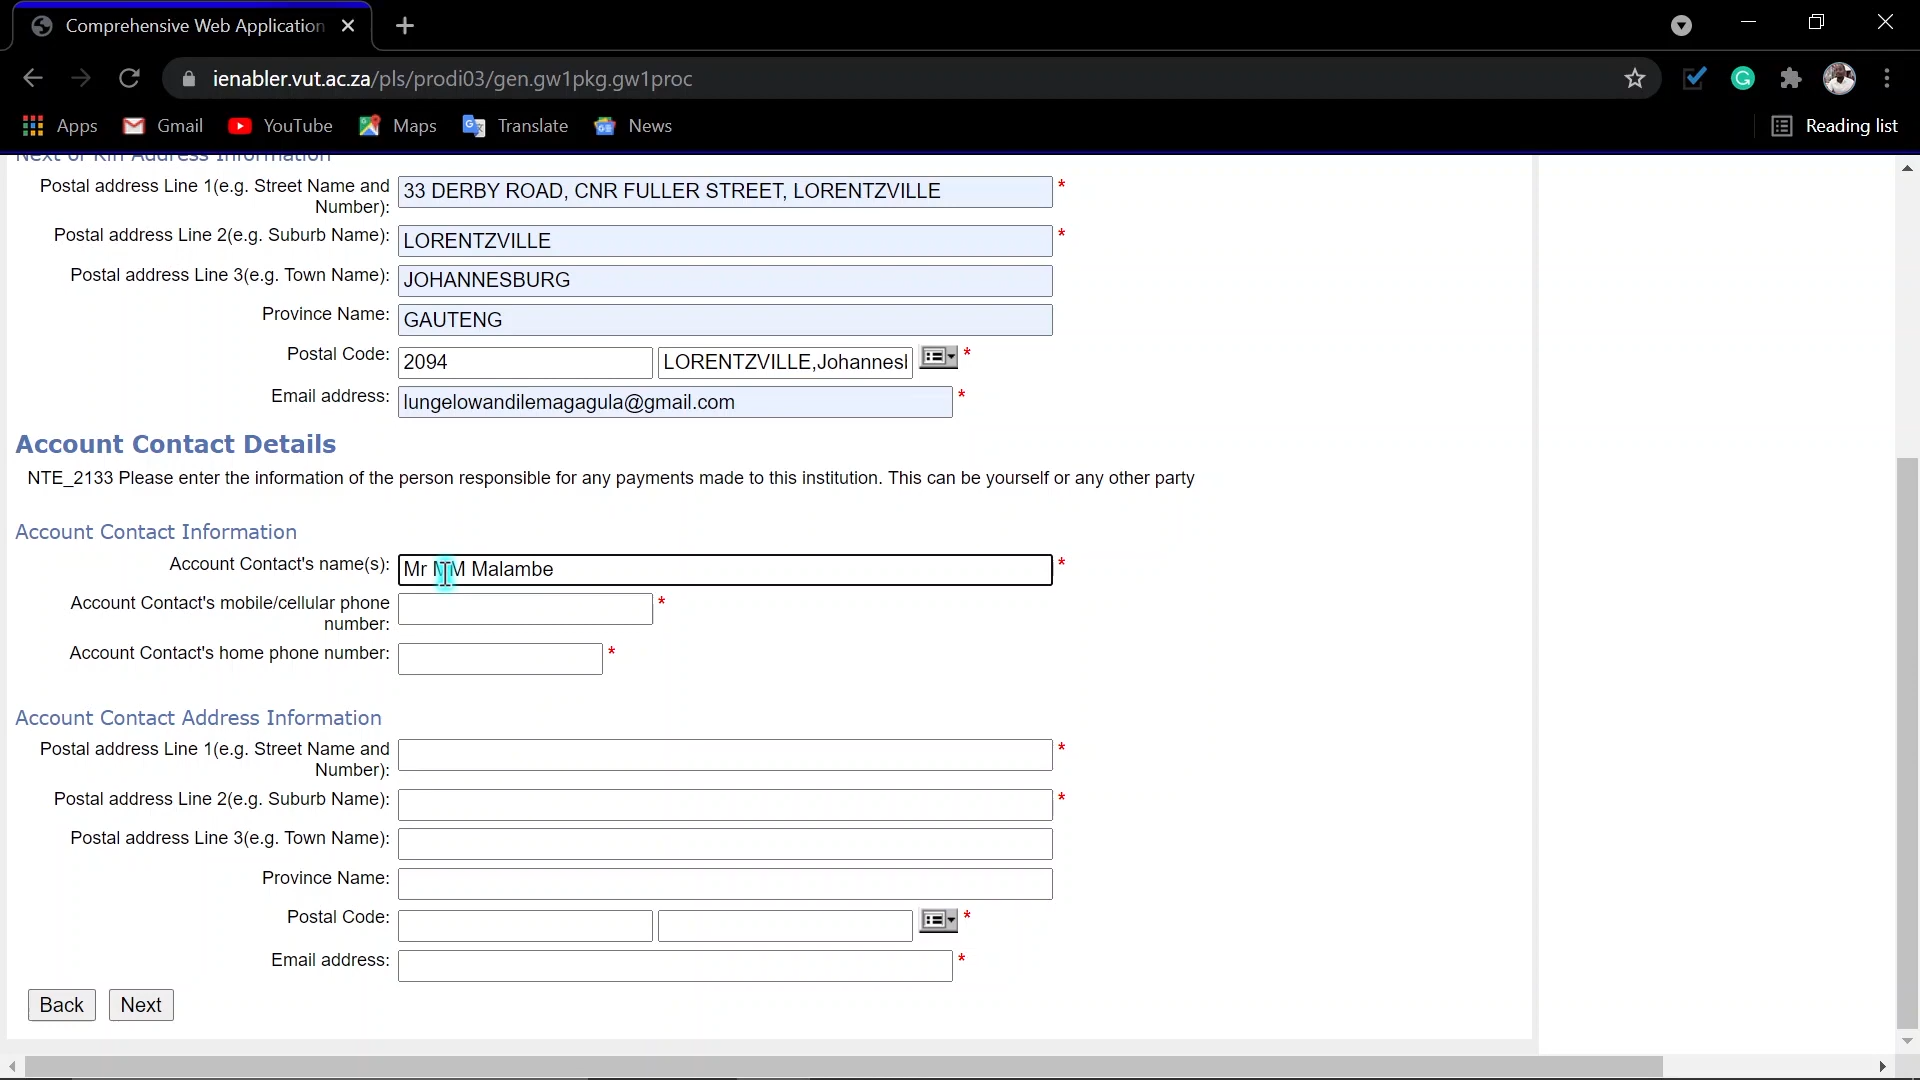 Comprehensive Web Application
ienabler.vut.ac.za/pls/prodi03/gen.gw1pkg.gw1proc
Apps Gmail YouTube Maps Translate News Reading list
Next of Kin Address Information
Postal address Line 1(e.g. Street Name and Number): 33 DERBY ROAD, CNR FULLER STREET, LORENTZVILLE *
Postal address Line 2(e.g. Suburb Name): LORENTZVILLE *
Postal address Line 3(e.g. Town Name): JOHANNESBURG
Province Name: GAUTENG
Postal Code: 2094 LORENTZVILLE,Johannesl *
Email address: lungelowandilemagagula@gmail.com *
Account Contact Details
NTE_2133 Please enter the information of the person responsible for any payments made to this institution. This can be yourself or any other party
Account Contact Information
Account Contact's name(s): Mr MM Malambe *
Account Contact's mobile/cellular phone number: *
Account Contact's home phone number: *
Account Contact Address Information
Postal address Line 1(e.g. Street Name and Number): *
Postal address Line 2(e.g. Suburb Name): *
Postal address Line 3(e.g. Town Name):
Province Name:
Postal Code: *
Email address: *
Back Next